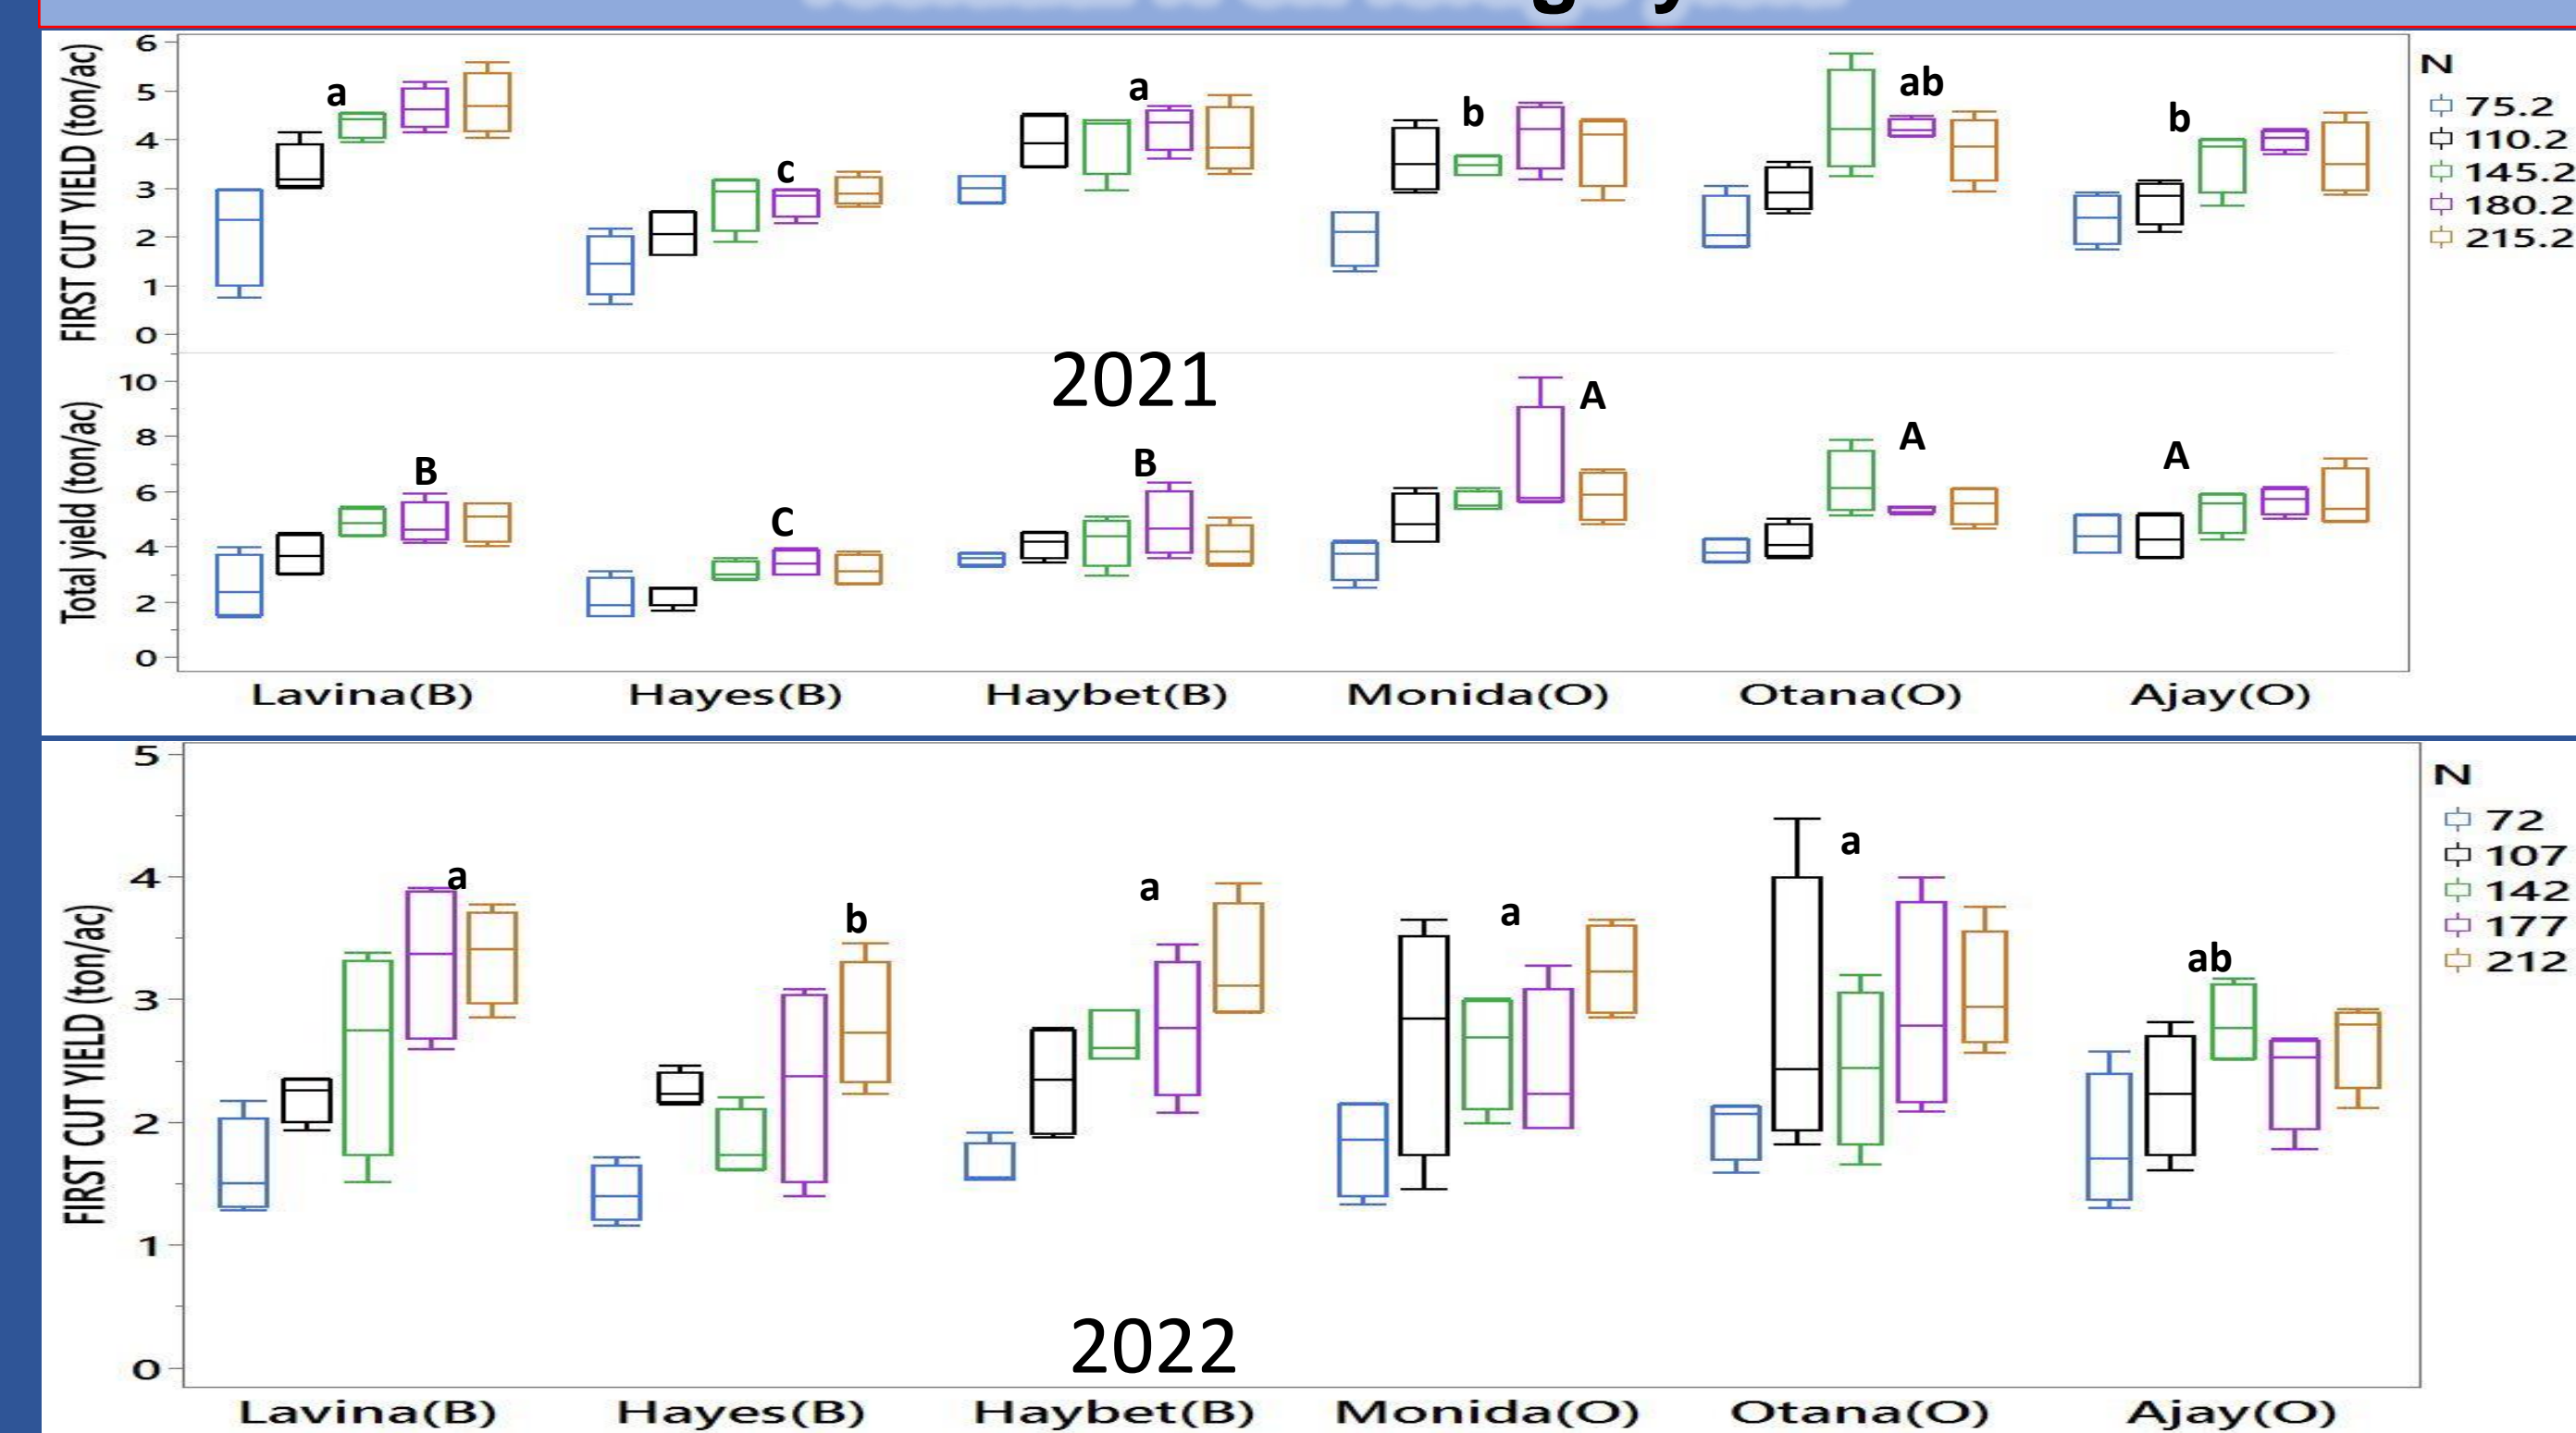 FIRST CUT YIELD (ton/ac)
6
5
4
3
2
1
0
a
c
a
b
ab
b
N
75.2
110.2
145.2
180.2
215.2
2021
Total yield (ton/ac)
10
8
6
4
2
0
B
C
B
A
A
A
Lavina(B) Hayes(B) Haybet(B) Monida(O) Otana(O) Ajay(O)
FIRST CUT YIELD (ton/ac)
5
4
3
2
1
0
a
b
a
a
a
ab
N
72
107
142
177
212
2022
Lavina(B) Hayes(B) Haybet(B) Monida(O) Otana(O) Ajay(O)